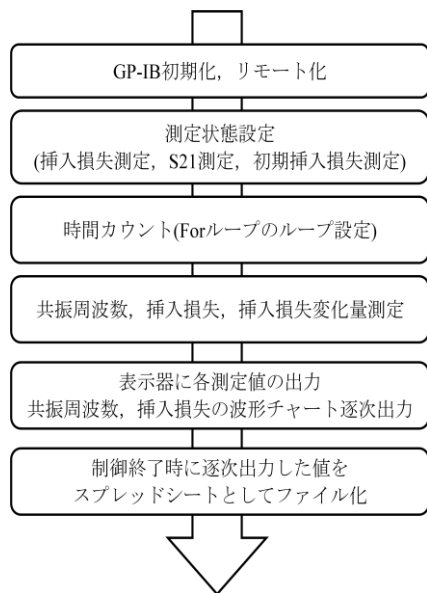 GP-IB初期化，リモート化
測定状態設定
(挿入損失測定，S21測定，初期挿入損失測定)
時間カウント(Forループのループ設定)
共振周波数，挿入損失，挿入損失変化量測定
表示器に各測定値の出力
共振周波数，挿入損失の波形チャート逐次出力
制御終了時に逐次出力した値を
スプレッドシートとしてファイル化